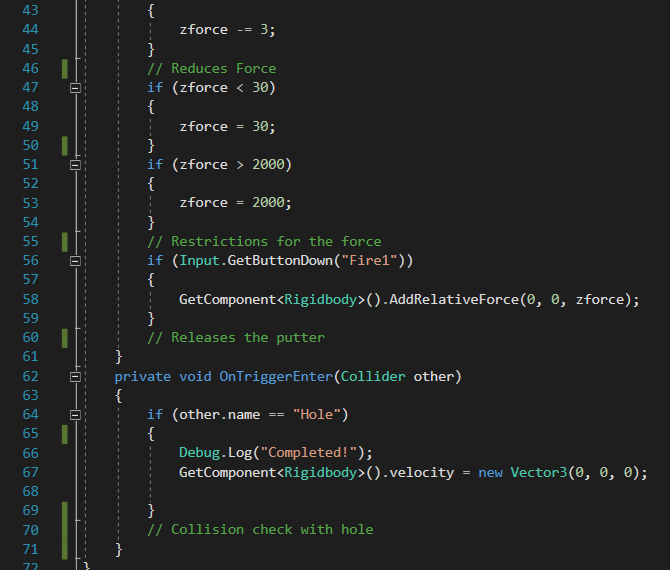 43 {
44 zforce -= 3;
45 }
46 // Reduces Force
47 if (zforce < 30)
48 {
49 zforce = 30;
50 }
51 if (zforce > 2000)
52 {
53 zforce = 2000;
54 }
55 // Restrictions for the force
56 if (Input.GetButtonDown("Fire1"))
57 {
58 GetComponent<Rigidbody>().AddRelativeForce(0, 0, zforce);
59 }
60 // Releases the putter
61 }
62 private void OnTriggerEnter(Collider other)
63 {
64 if (other.name == "Hole")
65 {
66 Debug.Log("Completed!");
67 GetComponent<Rigidbody>().velocity = new Vector3(0, 0, 0);
68
69 }
70 // Collision check with hole
71 }
72 }